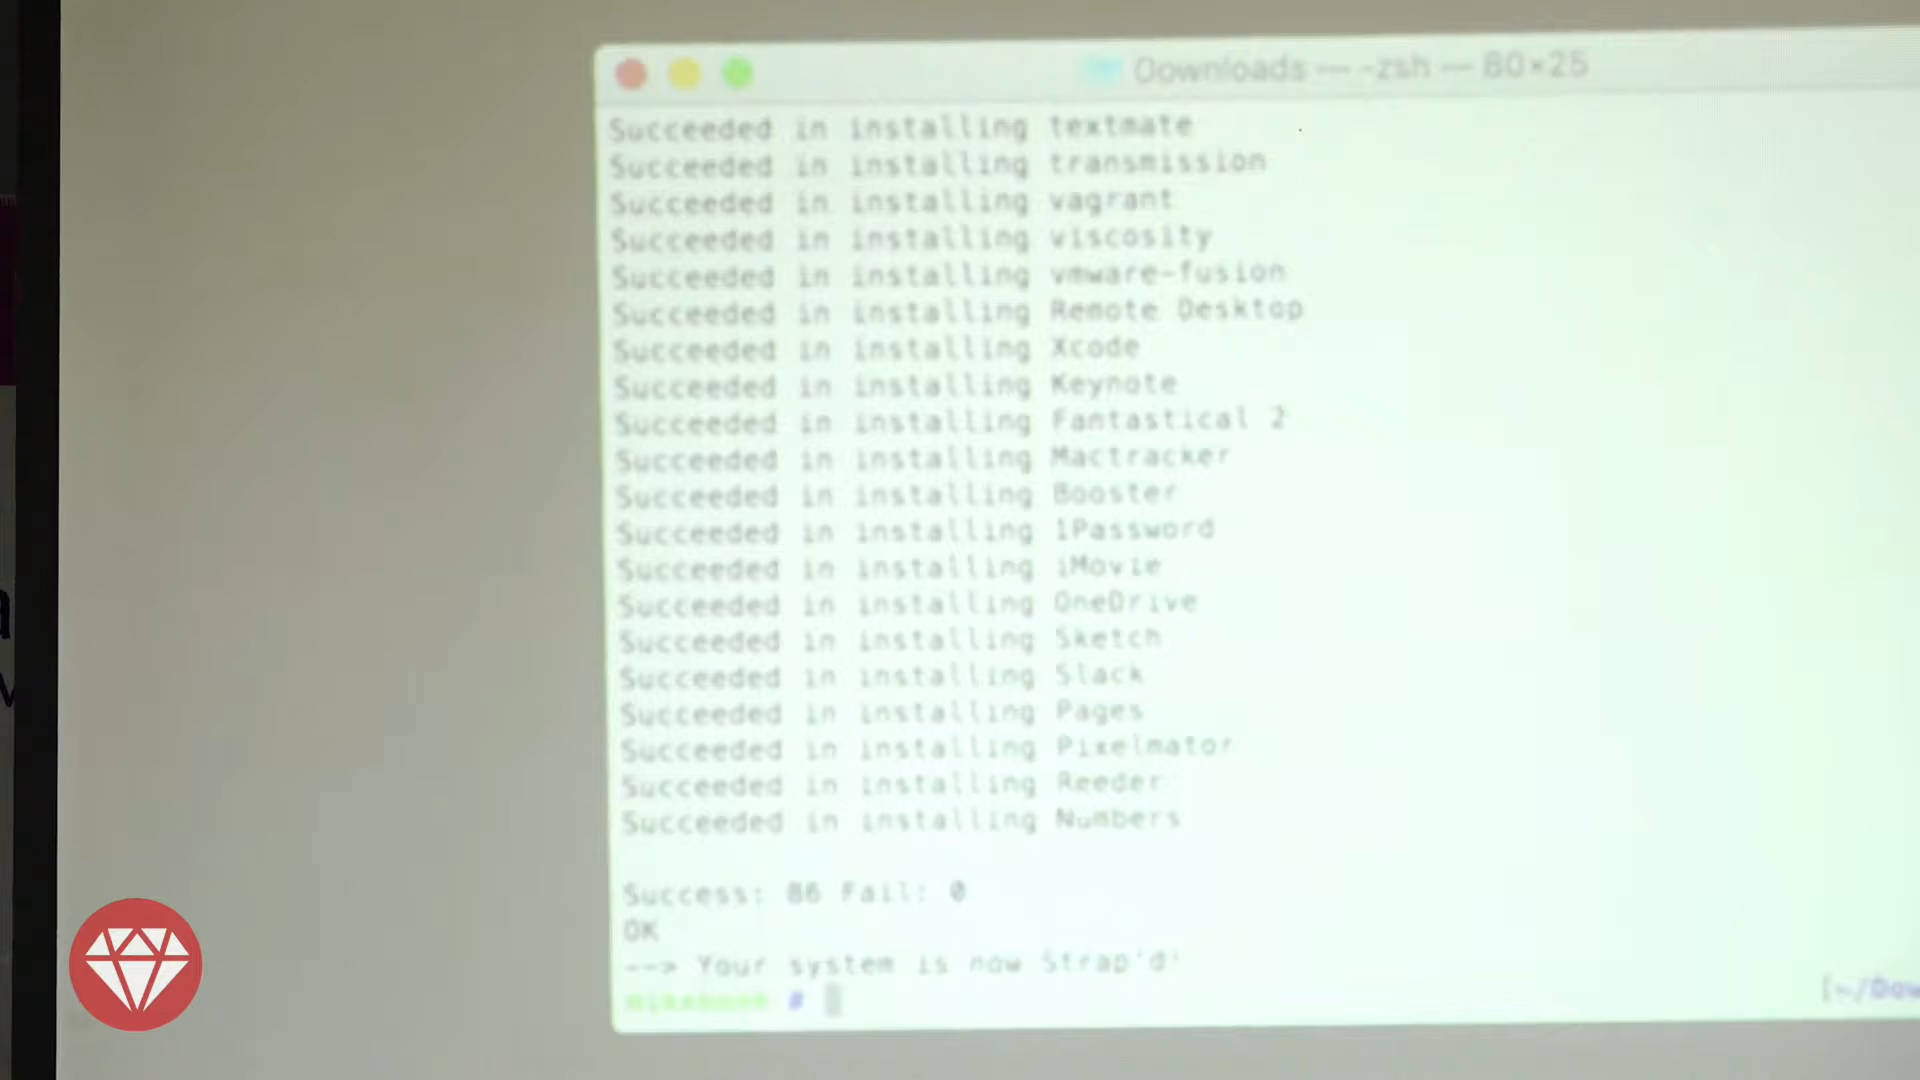 Downloads — -zsh — 80×25
Succeeded in installing textmate
Succeeded in installing transmission
Succeeded in installing vagrant
Succeeded in installing viscosity
Succeeded in installing vmware-fusion
Succeeded in installing Remote Desktop
Succeeded in installing Xcode
Succeeded in installing Keynote
Succeeded in installing Fantastical 2
Succeeded in installing Mactracker
Succeeded in installing Booster
Succeeded in installing 1Password
Succeeded in installing iMovie
Succeeded in installing OneDrive
Succeeded in installing Sketch
Succeeded in installing Slack
Succeeded in installing Pages
Succeeded in installing Pixelmator
Succeeded in installing Reeder
Succeeded in installing Numbers
Success: 86 Fail: 0
OK
--> Your system is now Strap'd!
# [~/Dow